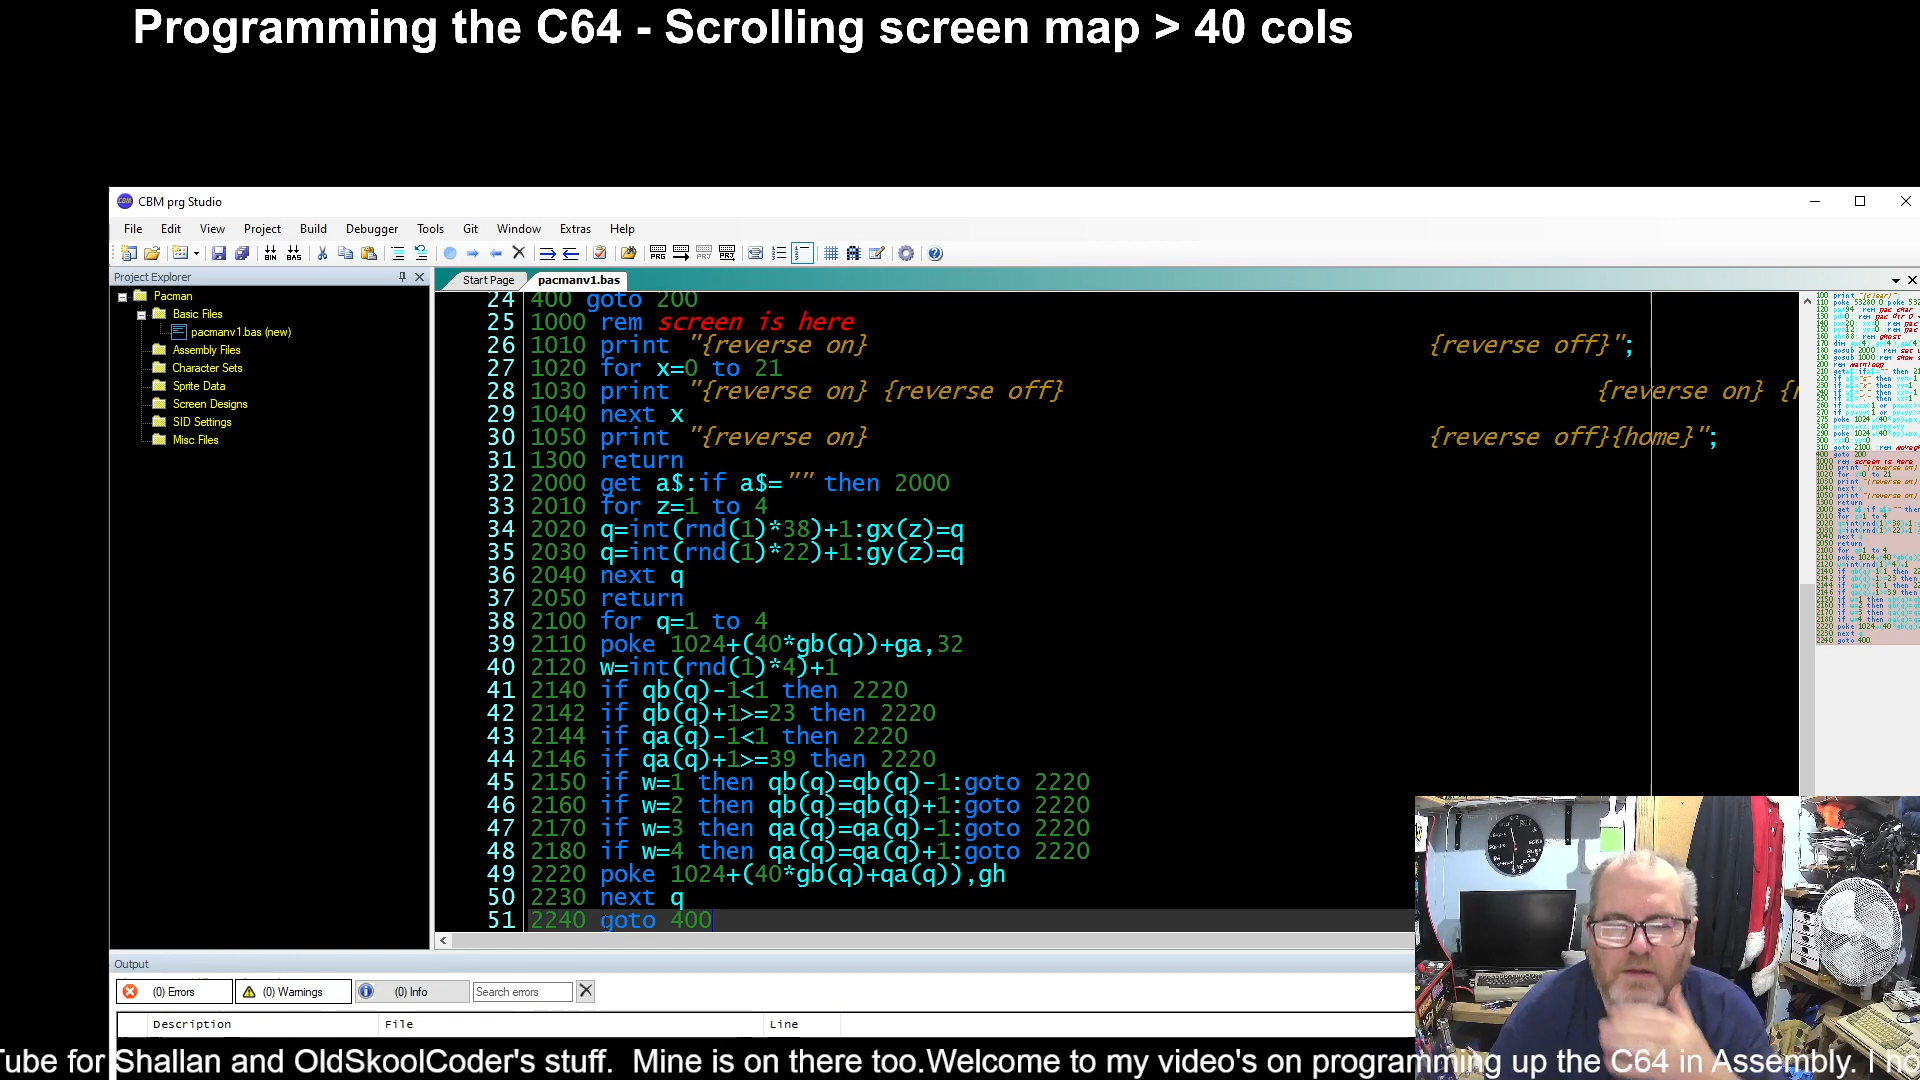 Programming the C64 - Scrolling screen map > 40 cols
CBM prg Studio
File Edit View Project Build Debugger Tools Git Window Extras Help
Project Explorer
Start Page pacmanv1.bas
Pacman
Basic Files
pacmanv1.bas (new)
Assembly Files
Character Sets
Sprite Data
Screen Designs
SID Settings
Misc Files
24 400 goto 200
25 1000 rem screen is here
26 1010 print "{reverse on} {reverse off}";
27 1020 for x=0 to 21
28 1030 print "{reverse on} {reverse off} {reverse on} {r
29 1040 next x
30 1050 print "{reverse on} {reverse off}{home}";
31 1300 return
32 2000 get a$:if a$="" then 2000
33 2010 for z=1 to 4
34 2020 q=int(rnd(1)*38)+1:gx(z)=q
35 2030 q=int(rnd(1)*22)+1:gy(z)=q
36 2040 next q
37 2050 return
38 2100 for q=1 to 4
39 2110 poke 1024+(40*gb(q))+ga,32
40 2120 w=int(rnd(1)*4)+1
41 2140 if qb(q)-1<1 then 2220
42 2142 if qb(q)+1>=23 then 2220
43 2144 if qa(q)-1<1 then 2220
44 2146 if qa(q)+1>=39 then 2220
45 2150 if w=1 then qb(q)=qb(q)-1:goto 2220
46 2160 if w=2 then qb(q)=qb(q)+1:goto 2220
47 2170 if w=3 then qa(q)=qa(q)-1:goto 2220
48 2180 if w=4 then qa(q)=qa(q)+1:goto 2220
49 2220 poke 1024+(40*gb(q)+qa(q)),gh
50 2230 next q
51 2240 goto 400
Output
(0) Errors (0) Warnings (0) Info Search errors
Description File Line
Tube for Shallan and OldSkoolCoder's stuff. Mine is on there too.Welcome to my video's on programming up the C64 in Assembly. I ho